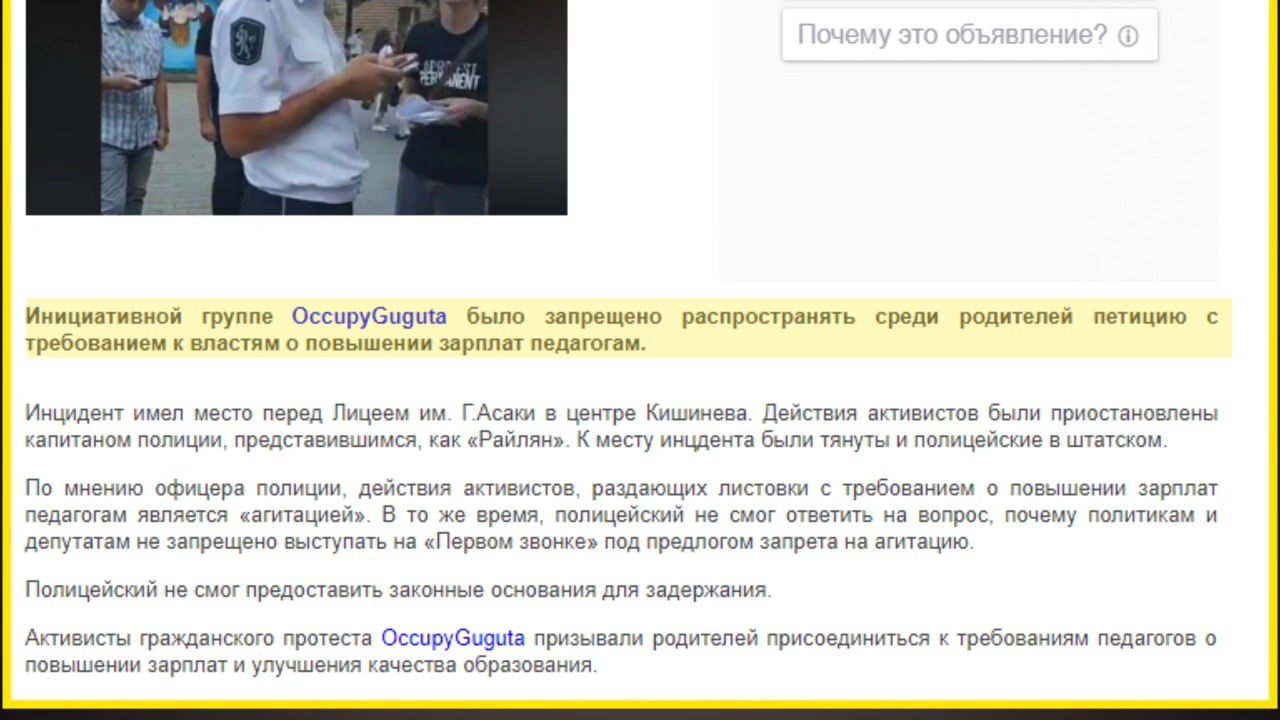 Почему это объявление?
PROTEST
PERMANENT
Инициативной группе OccupyGuguta было запрещено распространять среди родителей петицию с
требованием к властям о повышении зарплат педагогам.
Инцидент имел место перед Лицеем им. Г.Асаки в центре Кишинева. Действия активистов были приостановлены
капитаном полиции, представившимся, как «Райлян». К месту инцдента были тянуты и полицейские в штатском.
По мнению офицера полиции, действия активистов, раздающих листовки с требованием о повышении зарплат
педагогам является «агитацией». В то же время, полицейский не смог ответить на вопрос, почему политикам и
депутатам не запрещено выступать на «Первом звонке» под предлогом запрета на агитацию.
Полицейский не смог предоставить законные основания для задержания.
Активисты гражданского протеста OccupyGuguta призывали родителей присоединиться к требованиям педагогов о
повышении зарплат и улучшения качества образования.